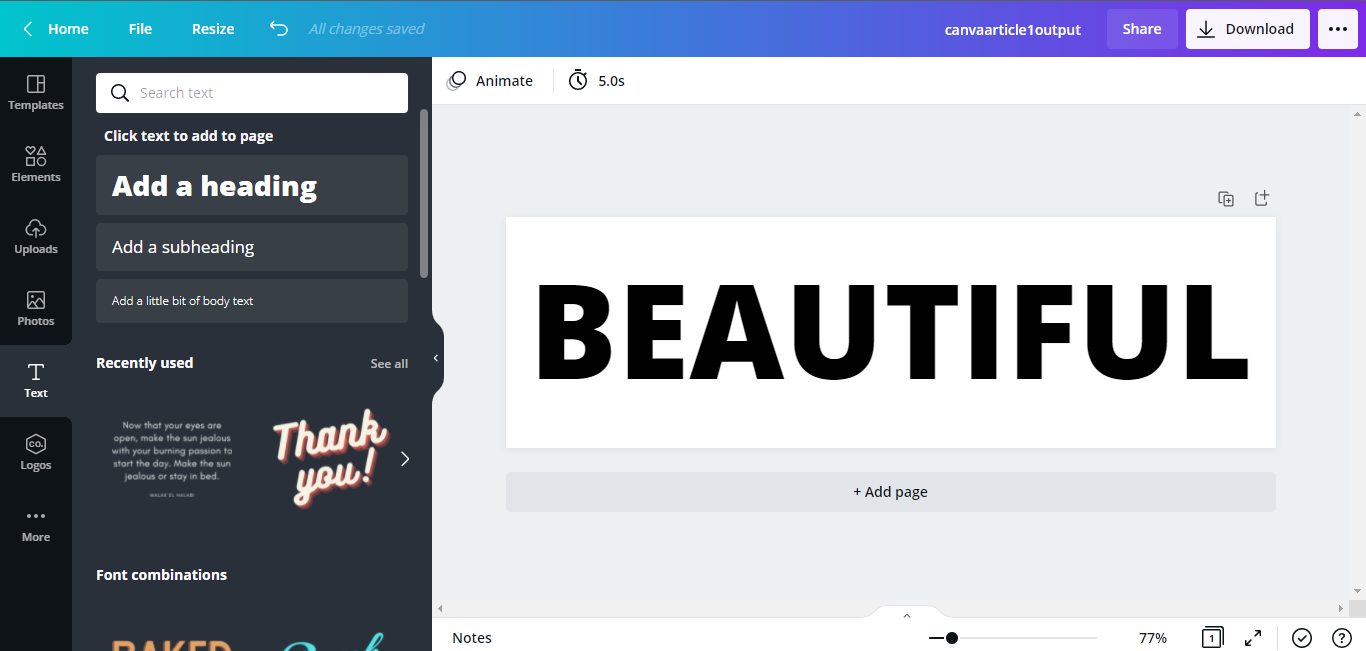 Home File Resize All changes saved canvaarticle1output Share Download
Templates
Elements
Uploads
Photos
Text
CO.
Logos
More
Search text
Click text to add to page
Add a heading
Add a subheading
Add a little bit of body text
Recently used See all
Now that your eyes are
open, make the sun jealous
with your burning passion to
start the day. Make the sun
jealous or stay in bed.
MALAK EL HALABI
Thank
you!
Font combinations
BAKED
Animate 5.0s
BEAUTIFUL
+ Add page
Notes 77% 1 ?